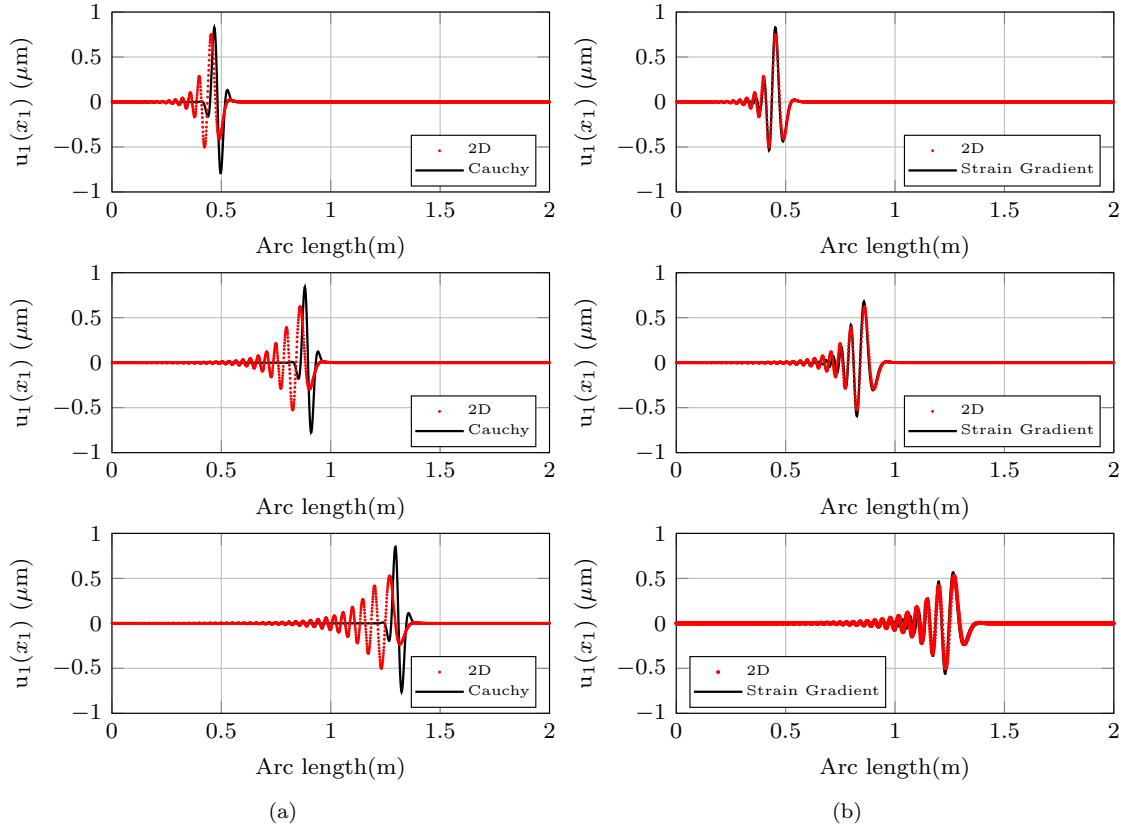 1
0.5
0
−0.5
−1
u₁(x₁) (μm)
2D
Cauchy
0 0.5 1 1.5 2
Arc length(m)
1
0.5
0
−0.5
−1
u₁(x₁) (μm)
2D
Strain Gradient
0 0.5 1 1.5 2
Arc length(m)
1
0.5
0
−0.5
−1
u₁(x₁) (μm)
2D
Cauchy
0 0.5 1 1.5 2
Arc length(m)
1
0.5
0
−0.5
−1
u₁(x₁) (μm)
2D
Strain Gradient
0 0.5 1 1.5 2
Arc length(m)
1
0.5
0
−0.5
−1
u₁(x₁) (μm)
2D
Cauchy
0 0.5 1 1.5 2
Arc length(m)
1
0.5
0
−0.5
−1
u₁(x₁) (μm)
2D
Strain Gradient
0 0.5 1 1.5 2
Arc length(m)
(a)
(b)